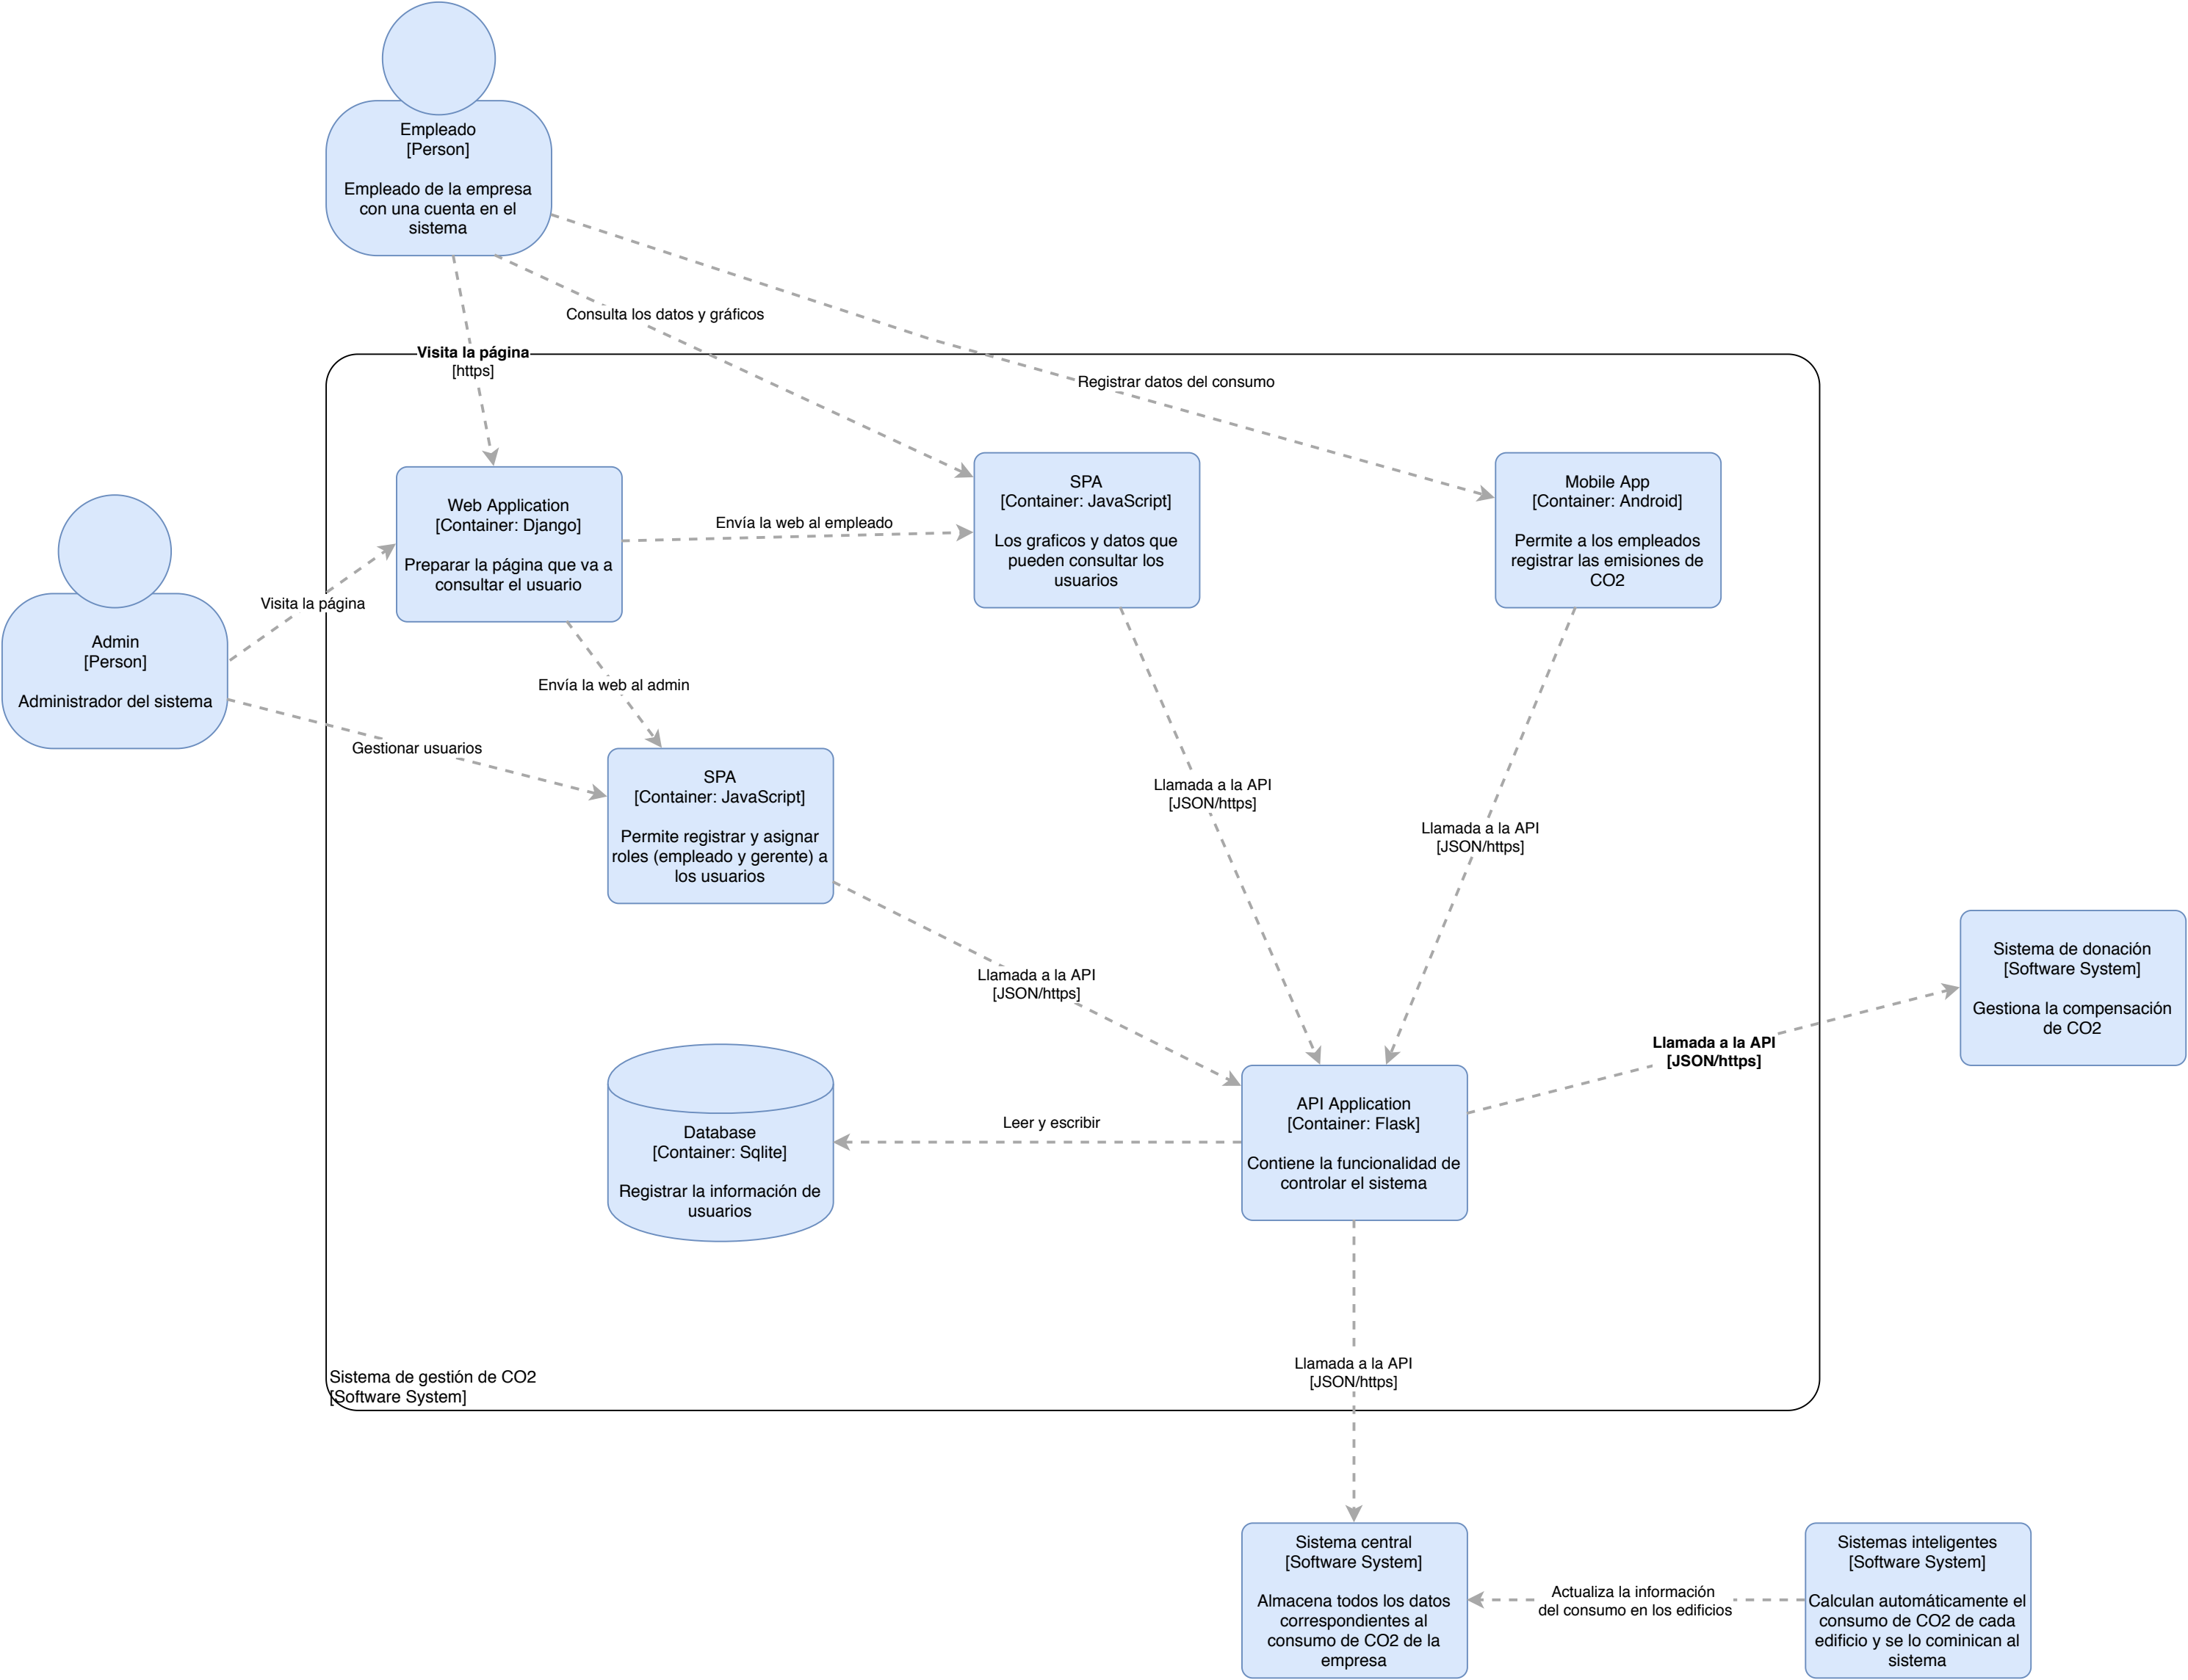 Empleado
[Person]
Empleado de la empresa
con una cuenta en el
sistema
Consulta los datos y gráficos
Visita la página
[https]
Registrar datos del consumo
Web Application
[Container: Django]
Preparar la página que va a
consultar el usuario
Envía la web al empleado
SPA
[Container: JavaScript]
Los graficos y datos que
pueden consultar los
usuarios
Mobile App
[Container: Android]
Permite a los empleados
registrar las emisiones de
CO2
Visita la página
Admin
[Person]
Administrador del sistema
Envía la web al admin
Gestionar usuarios
SPA
[Container: JavaScript]
Permite registrar y asignar
roles (empleado y gerente) a
los usuarios
Llamada a la API
[JSON/https]
Llamada a la API
[JSON/https]
Llamada a la API
[JSON/https]
Sistema de donación
[Software System]
Gestiona la compensación
de CO2
Llamada a la API
[JSON/https]
Database
[Container: Sqlite]
Registrar la información de
usuarios
Leer y escribir
API Application
[Container: Flask]
Contiene la funcionalidad de
controlar el sistema
Llamada a la API
[JSON/https]
Sistema de gestión de CO2
[Software System]
Sistema central
[Software System]
Almacena todos los datos
correspondientes al
consumo de CO2 de la
empresa
Actualiza la información
del consumo en los edificios
Sistemas inteligentes
[Software System]
Calculan automáticamente el
consumo de CO2 de cada
edificio y se lo cominican al
sistema